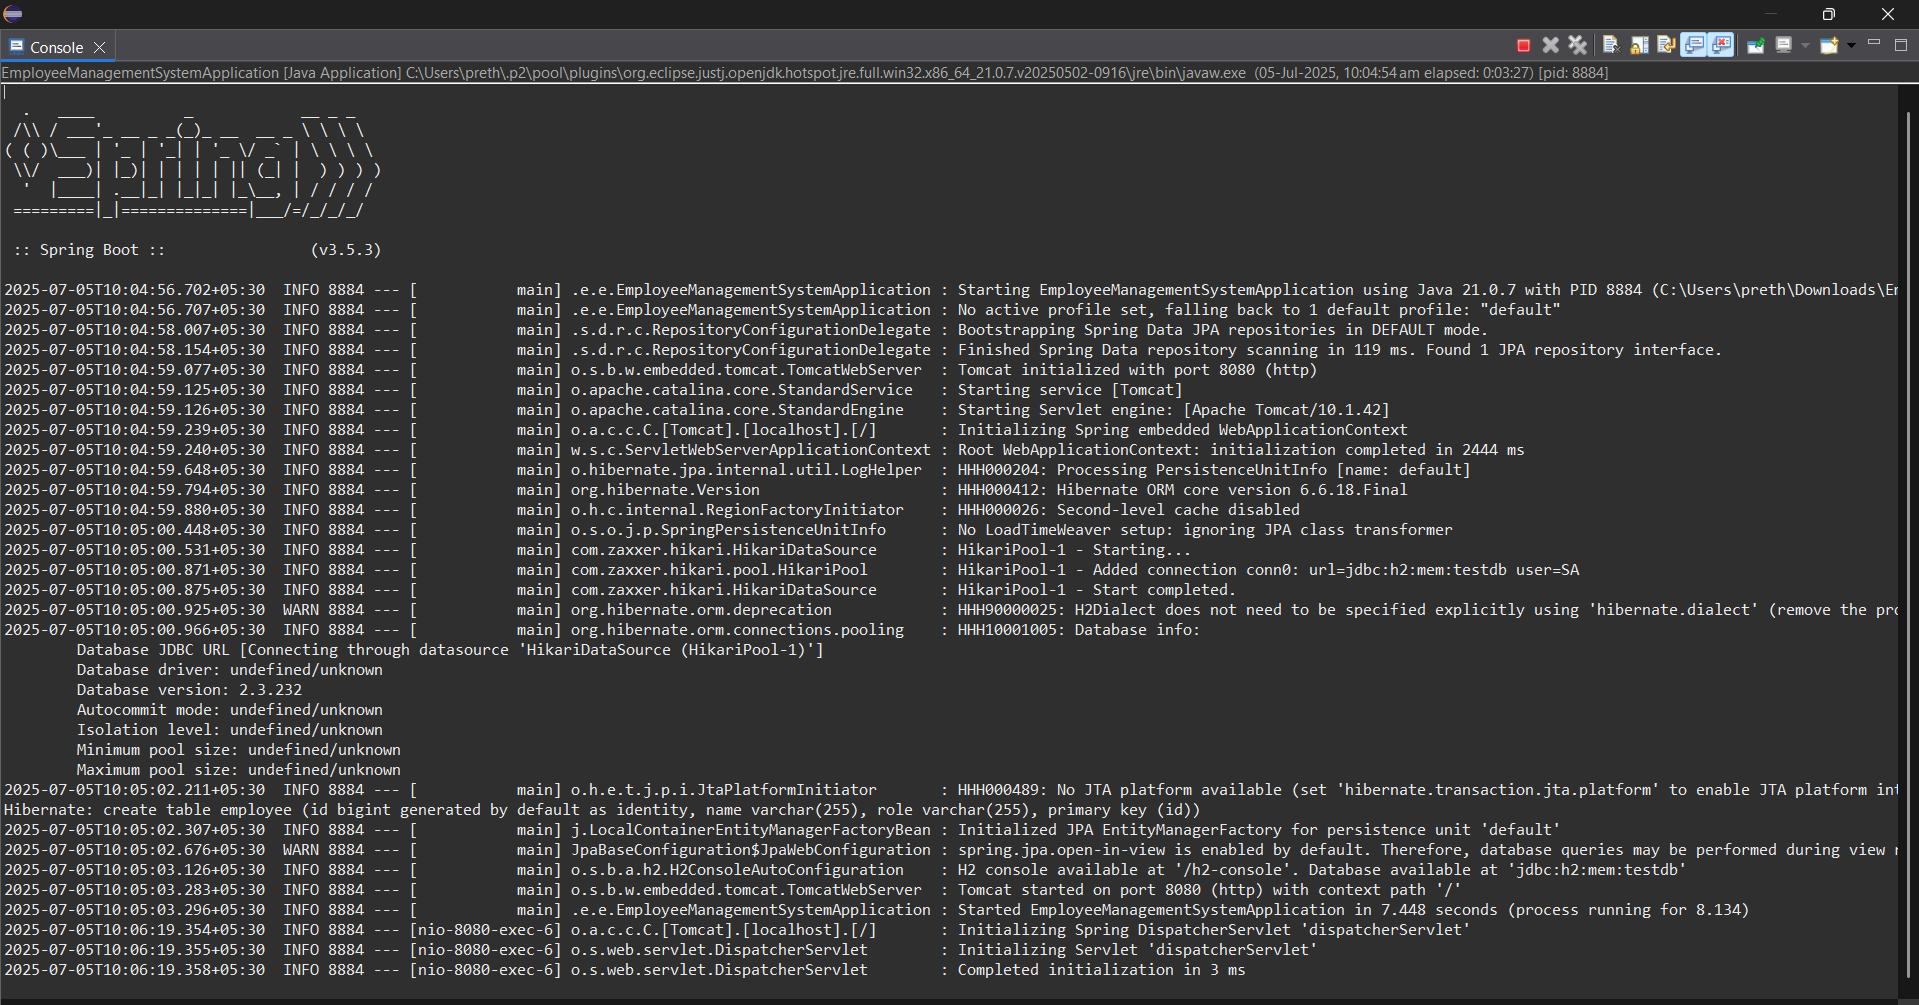 Console
EmployeeManagementSystemApplication [Java Application] C:\Users\preth\.p2\pool\plugins\org.eclipse.justj.openjdk.hotspot.jre.full.win32.x86_64_21.0.7.v20250502-0916\jre\bin\javaw.exe (05-Jul-2025, 10:04:54 am elapsed: 0:03:27) [pid: 8884]
  .   ____          _            __ _ _
 /\\ / ___'_ __ _ _(_)_ __  __ _ \ \ \ \
( ( )\___ | '_ | '_| | '_ \/ _` | \ \ \ \
 \\/  ___)| |_)| | | | | || (_| |  ) ) ) )
  '  |____| .__|_| |_|_| |_\__, | / / / /
 =========|_|==============|___/=/_/_/_/
 :: Spring Boot ::                (v3.5.3)
2025-07-05T10:04:56.702+05:30  INFO 8884 --- [           main] .e.e.EmployeeManagementSystemApplication : Starting EmployeeManagementSystemApplication using Java 21.0.7 with PID 8884 (C:\Users\preth\Downloads\Em
2025-07-05T10:04:56.707+05:30  INFO 8884 --- [           main] .e.e.EmployeeManagementSystemApplication : No active profile set, falling back to 1 default profile: "default"
2025-07-05T10:04:58.007+05:30  INFO 8884 --- [           main] .s.d.r.c.RepositoryConfigurationDelegate : Bootstrapping Spring Data JPA repositories in DEFAULT mode.
2025-07-05T10:04:58.154+05:30  INFO 8884 --- [           main] .s.d.r.c.RepositoryConfigurationDelegate : Finished Spring Data repository scanning in 119 ms. Found 1 JPA repository interface.
2025-07-05T10:04:59.077+05:30  INFO 8884 --- [           main] o.s.b.w.embedded.tomcat.TomcatWebServer  : Tomcat initialized with port 8080 (http)
2025-07-05T10:04:59.125+05:30  INFO 8884 --- [           main] o.apache.catalina.core.StandardService   : Starting service [Tomcat]
2025-07-05T10:04:59.126+05:30  INFO 8884 --- [           main] o.apache.catalina.core.StandardEngine    : Starting Servlet engine: [Apache Tomcat/10.1.42]
2025-07-05T10:04:59.239+05:30  INFO 8884 --- [           main] o.a.c.c.C.[Tomcat].[localhost].[/]       : Initializing Spring embedded WebApplicationContext
2025-07-05T10:04:59.240+05:30  INFO 8884 --- [           main] w.s.c.ServletWebServerApplicationContext : Root WebApplicationContext: initialization completed in 2444 ms
2025-07-05T10:04:59.648+05:30  INFO 8884 --- [           main] o.hibernate.jpa.internal.util.LogHelper  : HHH000204: Processing PersistenceUnitInfo [name: default]
2025-07-05T10:04:59.794+05:30  INFO 8884 --- [           main] org.hibernate.Version                    : HHH000412: Hibernate ORM core version 6.6.18.Final
2025-07-05T10:04:59.880+05:30  INFO 8884 --- [           main] o.h.c.internal.RegionFactoryInitiator    : HHH000026: Second-level cache disabled
2025-07-05T10:05:00.448+05:30  INFO 8884 --- [           main] o.s.o.j.p.SpringPersistenceUnitInfo      : No LoadTimeWeaver setup: ignoring JPA class transformer
2025-07-05T10:05:00.531+05:30  INFO 8884 --- [           main] com.zaxxer.hikari.HikariDataSource       : HikariPool-1 - Starting...
2025-07-05T10:05:00.871+05:30  INFO 8884 --- [           main] com.zaxxer.hikari.pool.HikariPool        : HikariPool-1 - Added connection conn0: url=jdbc:h2:mem:testdb user=SA
2025-07-05T10:05:00.875+05:30  INFO 8884 --- [           main] com.zaxxer.hikari.HikariDataSource       : HikariPool-1 - Start completed.
2025-07-05T10:05:00.925+05:30  WARN 8884 --- [           main] org.hibernate.orm.deprecation            : HHH90000025: H2Dialect does not need to be specified explicitly using 'hibernate.dialect' (remove the pro
2025-07-05T10:05:00.966+05:30  INFO 8884 --- [           main] org.hibernate.orm.connections.pooling    : HHH10001005: Database info:
Database JDBC URL [Connecting through datasource 'HikariDataSource (HikariPool-1)']
Database driver: undefined/unknown
Database version: 2.3.232
Autocommit mode: undefined/unknown
Isolation level: undefined/unknown
Minimum pool size: undefined/unknown
Maximum pool size: undefined/unknown
2025-07-05T10:05:02.211+05:30  INFO 8884 --- [           main] o.h.e.t.j.p.i.JtaPlatformInitiator       : HHH000489: No JTA platform available (set 'hibernate.transaction.jta.platform' to enable JTA platform int
Hibernate: create table employee (id bigint generated by default as identity, name varchar(255), role varchar(255), primary key (id))
2025-07-05T10:05:02.307+05:30  INFO 8884 --- [           main] j.LocalContainerEntityManagerFactoryBean : Initialized JPA EntityManagerFactory for persistence unit 'default'
2025-07-05T10:05:02.676+05:30  WARN 8884 --- [           main] JpaBaseConfiguration$JpaWebConfiguration : spring.jpa.open-in-view is enabled by default. Therefore, database queries may be performed during view r
2025-07-05T10:05:03.126+05:30  INFO 8884 --- [           main] o.s.b.a.h2.H2ConsoleAutoConfiguration    : H2 console available at '/h2-console'. Database available at 'jdbc:h2:mem:testdb'
2025-07-05T10:05:03.283+05:30  INFO 8884 --- [           main] o.s.b.w.embedded.tomcat.TomcatWebServer  : Tomcat started on port 8080 (http) with context path '/'
2025-07-05T10:05:03.296+05:30  INFO 8884 --- [           main] .e.e.EmployeeManagementSystemApplication : Started EmployeeManagementSystemApplication in 7.448 seconds (process running for 8.134)
2025-07-05T10:06:19.354+05:30  INFO 8884 --- [nio-8080-exec-6] o.a.c.c.C.[Tomcat].[localhost].[/]       : Initializing Spring DispatcherServlet 'dispatcherServlet'
2025-07-05T10:06:19.355+05:30  INFO 8884 --- [nio-8080-exec-6] o.s.web.servlet.DispatcherServlet        : Initializing Servlet 'dispatcherServlet'
2025-07-05T10:06:19.358+05:30  INFO 8884 --- [nio-8080-exec-6] o.s.web.servlet.DispatcherServlet        : Completed initialization in 3 ms